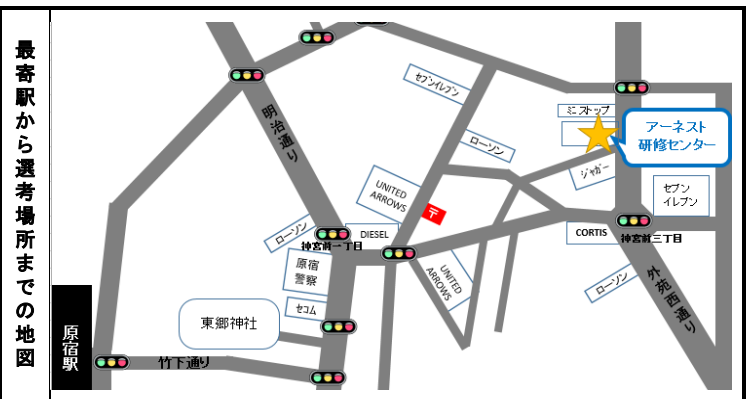 最寄駅から選考場所までの地図
明治通り
セブンイレブン
ローソン
ミニストップ
アーネスト
研修センター
ジャガー
セブン
イレブン
UNITED
ARROWS
〒
ローソン
神宮前一丁目
DIESEL
CORTIS
神宮前三丁目
原宿
警察
UNITED
ARROWS
ローソン
外苑西通り
セコム
東郷神社
原宿駅
竹下通り